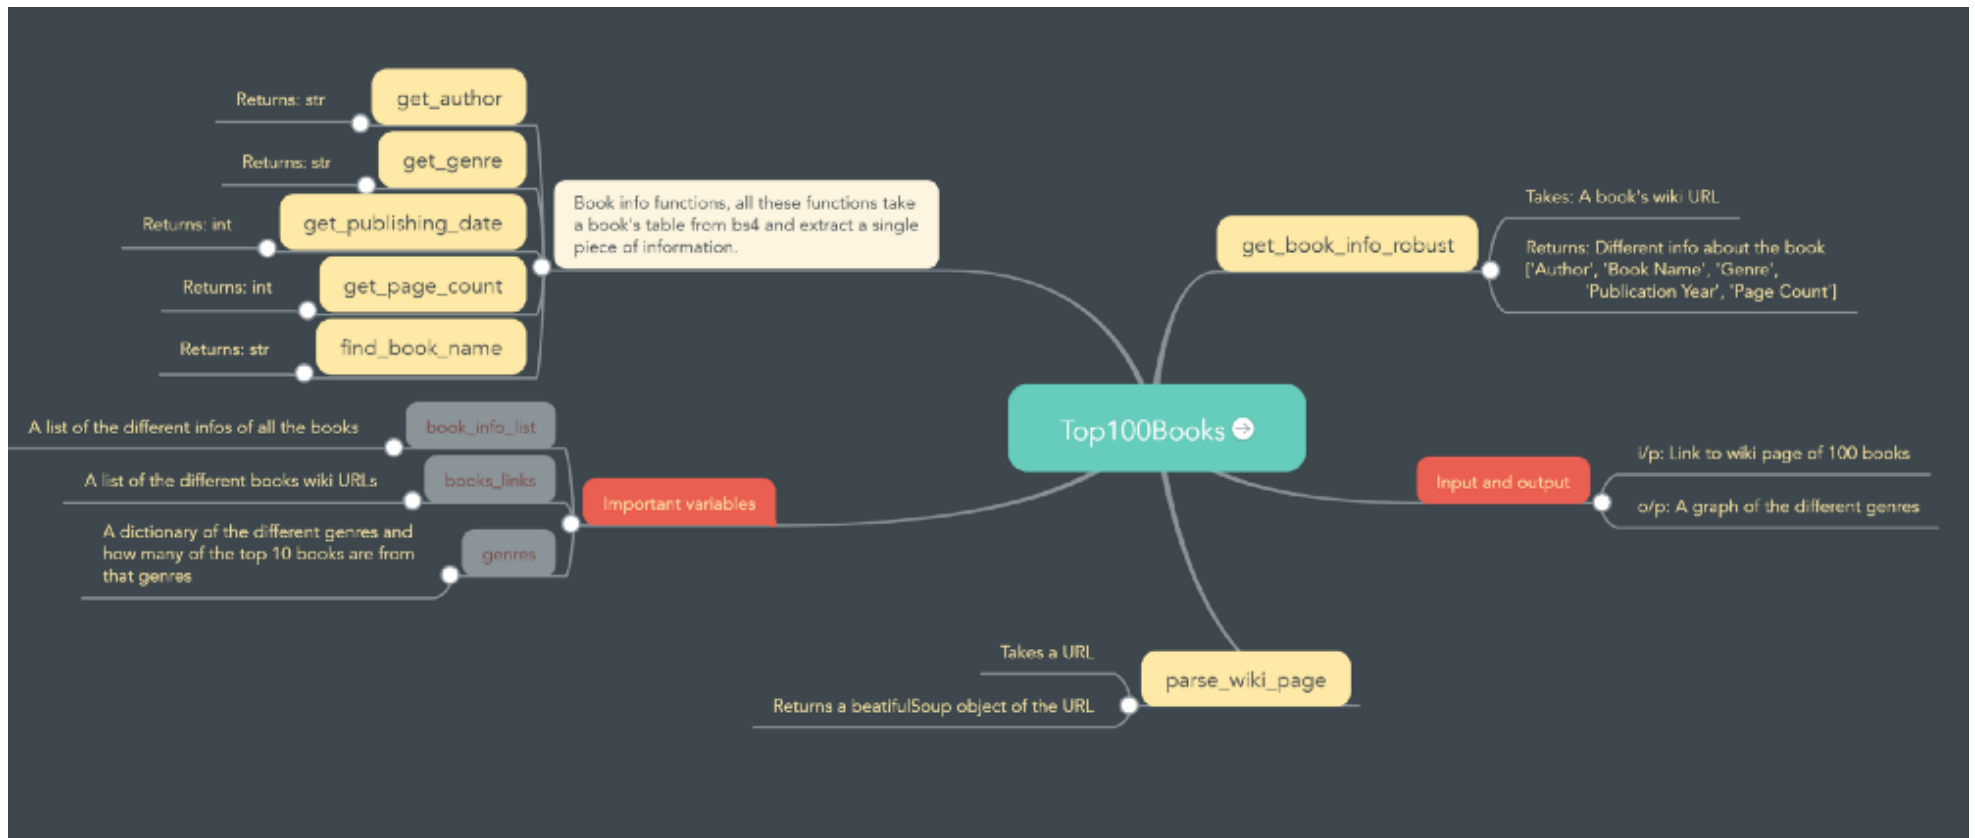 Returns: str
get_author
Returns: str
get_genre
Returns: int
get_publishing_date
Returns: int
get_page_count
Returns: str
find_book_name
Book info functions, all these functions take
a book's table from bs4 and extract a single
piece of information.
A list of the different infos of all the books
book_info_list
A list of the different books wiki URLs
books_links
A dictionary of the different genres and
how many of the top 10 books are from
that genres
genres
Important variables
Top100Books
get_book_info_robust
Takes: A book's wiki URL
Returns: Different info about the book
['Author', 'Book Name', 'Genre',
'Publication Year', 'Page Count']
Input and output
i/p: Link to wiki page of 100 books
o/p: A graph of the different genres
Takes a URL
Returns a beatifulSoup object of the URL
parse_wiki_page